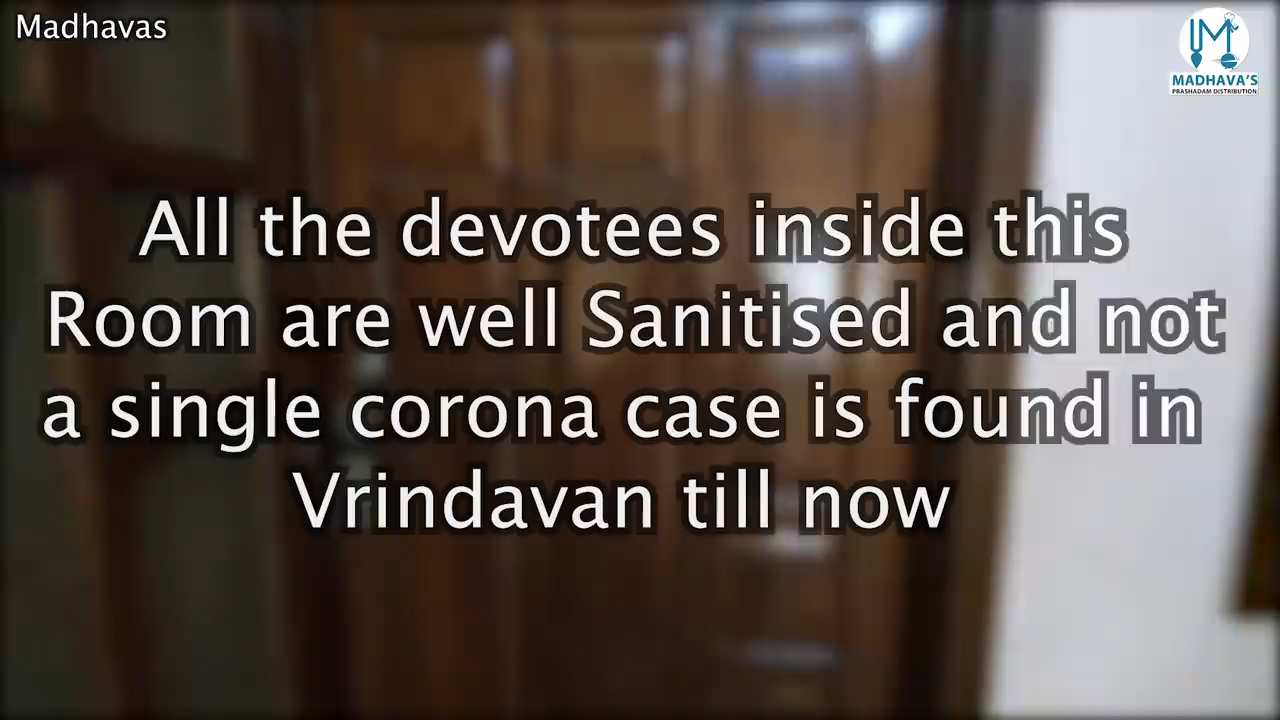 Madhavas
MADHAVA'S
PRASHADAM DISTRIBUTION
All the devotees inside this
Room are well Sanitised and not
a single corona case is found in
Vrindavan till now